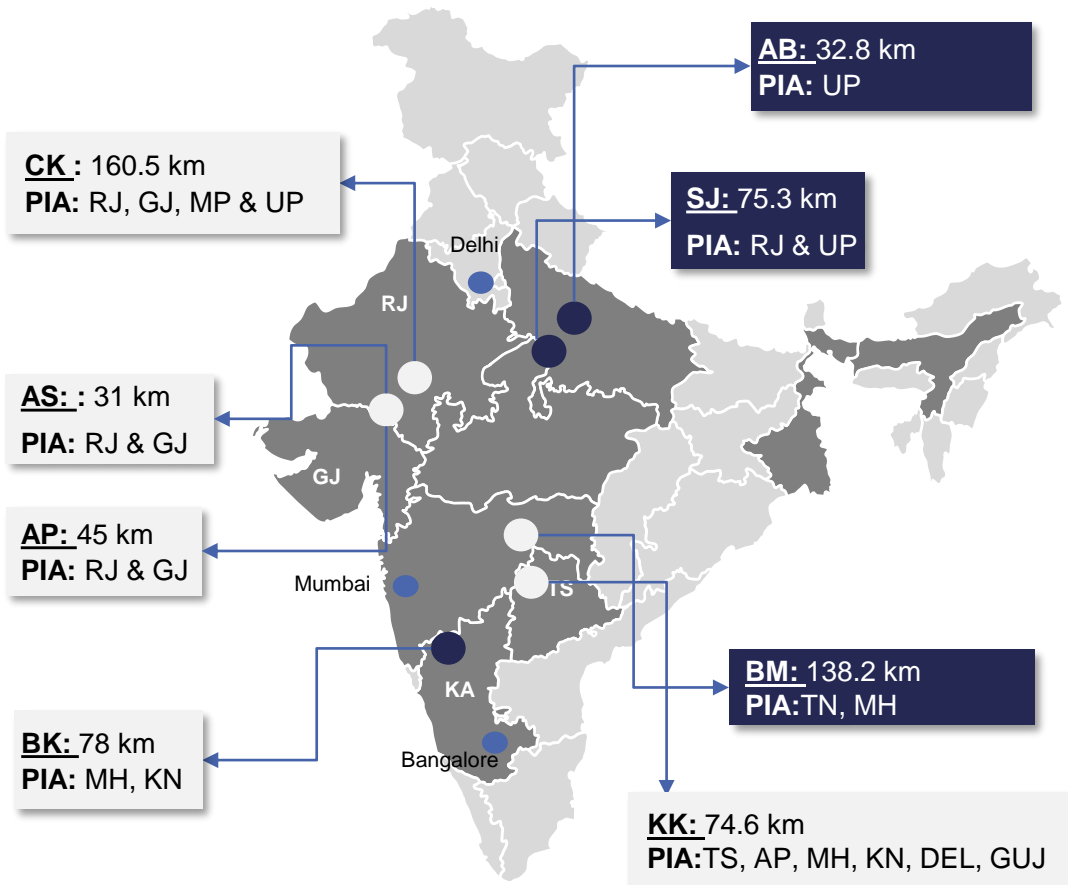 AB: 32.8 km
PIA: UP
CK : 160.5 km
PIA: RJ, GJ, MP & UP
SJ: 75.3 km
PIA: RJ & UP
Delhi
RJ
AS: : 31 km
PIA: RJ & GJ
GJ
AP: 45 km
PIA: RJ & GJ
Mumbai
TS
BM: 138.2 km
PIA:TN, MH
KA
BK: 78 km
PIA: MH, KN
Bangalore
KK: 74.6 km
PIA:TS, AP, MH, KN, DEL, GUJ